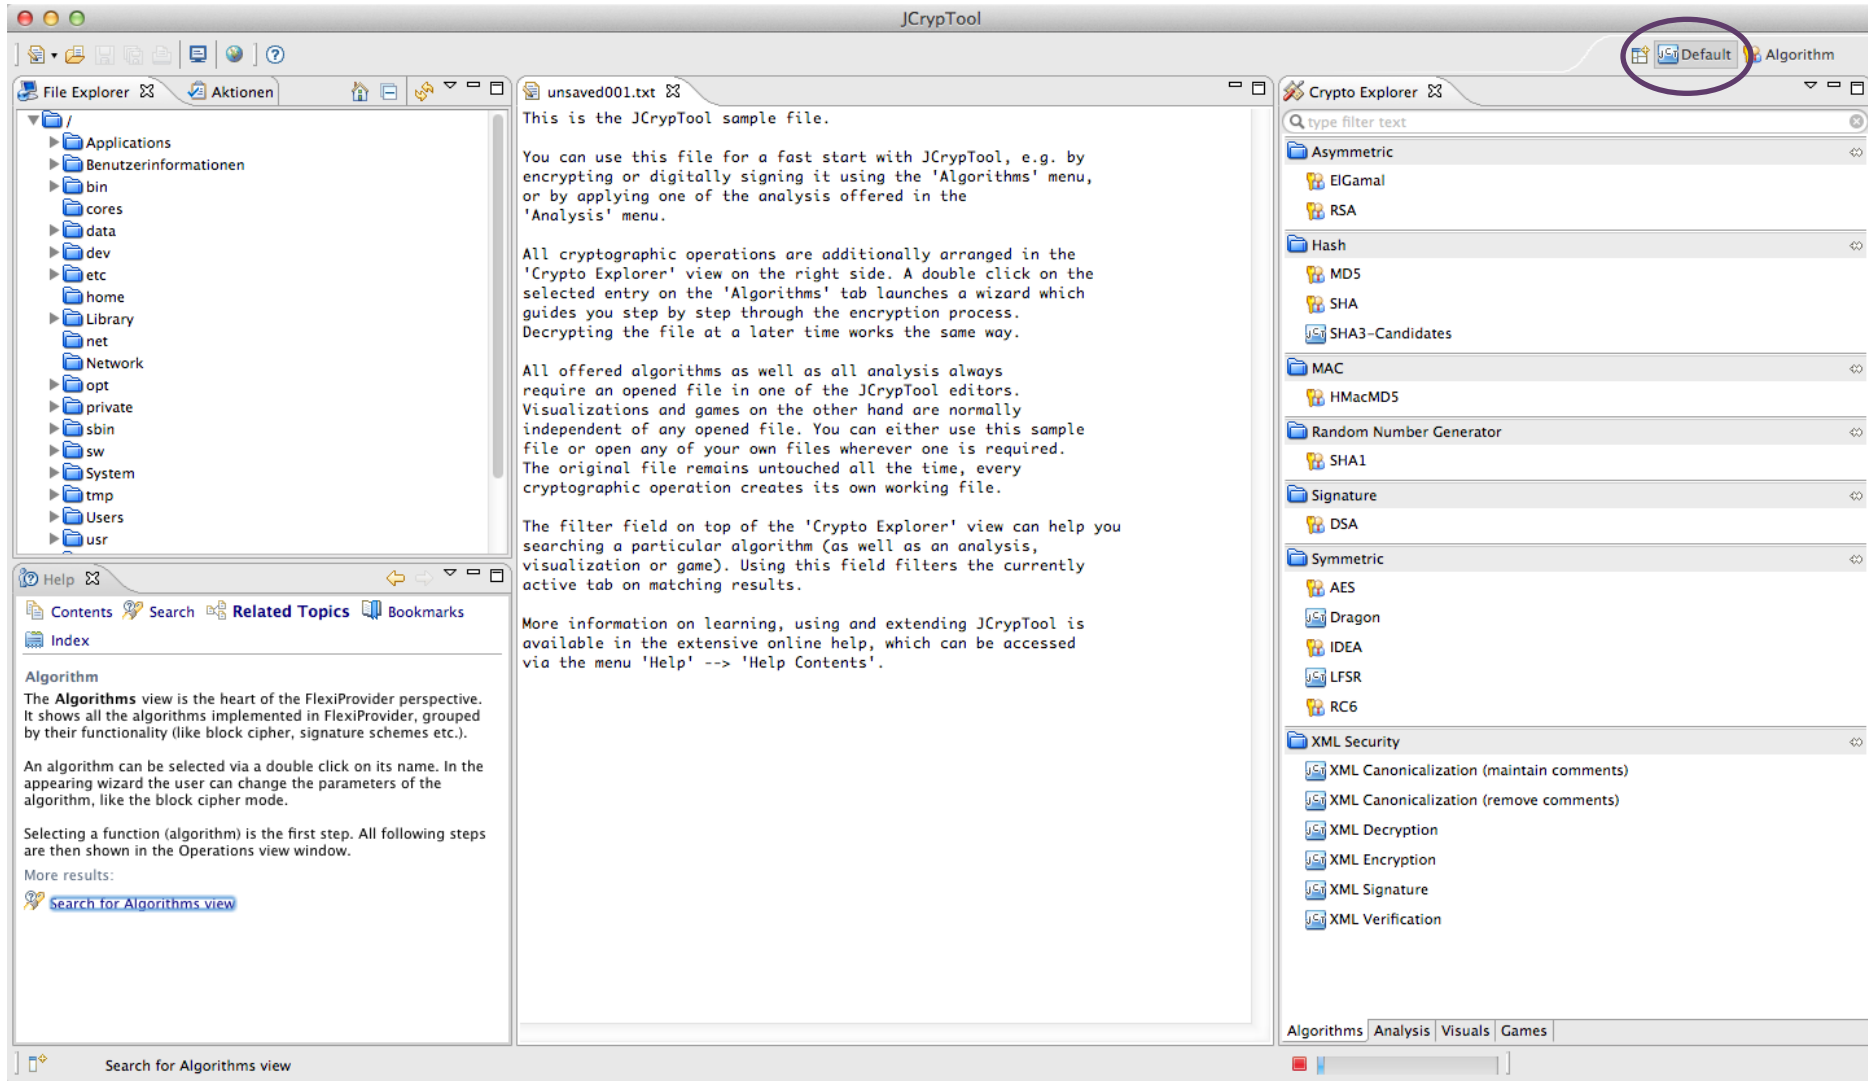 JCrypTool
Default
Algorithm
File Explorer
Aktionen
/
Applications
Benutzerinformationen
bin
cores
data
dev
etc
home
Library
net
Network
opt
private
sbin
sw
System
tmp
Users
usr
Help
Contents Search Related Topics Bookmarks
Index
Algorithm
The Algorithms view is the heart of the FlexiProvider perspective.
It shows all the algorithms implemented in FlexiProvider, grouped
by their functionality (like block cipher, signature schemes etc.).
An algorithm can be selected via a double click on its name. In the
appearing wizard the user can change the parameters of the
algorithm, like the block cipher mode.
Selecting a function (algorithm) is the first step. All following steps
are then shown in the Operations view window.
More results:
Search for Algorithms view
unsaved001.txt
This is the JCrypTool sample file.
You can use this file for a fast start with JCrypTool, e.g. by
encrypting or digitally signing it using the 'Algorithms' menu,
or by applying one of the analysis offered in the
'Analysis' menu.
All cryptographic operations are additionally arranged in the
'Crypto Explorer' view on the right side. A double click on the
selected entry on the 'Algorithms' tab launches a wizard which
guides you step by step through the encryption process.
Decrypting the file at a later time works the same way.
All offered algorithms as well as all analysis always
require an opened file in one of the JCrypTool editors.
Visualizations and games on the other hand are normally
independent of any opened file. You can either use this sample
file or open any of your own files wherever one is required.
The original file remains untouched all the time, every
cryptographic operation creates its own working file.
The filter field on top of the 'Crypto Explorer' view can help you
searching a particular algorithm (as well as an analysis,
visualization or game). Using this field filters the currently
active tab on matching results.
More information on learning, using and extending JCrypTool is
available in the extensive online help, which can be accessed
via the menu 'Help' --> 'Help Contents'.
Crypto Explorer
type filter text
Asymmetric
ElGamal
RSA
Hash
MD5
SHA
SHA3-Candidates
MAC
HMacMD5
Random Number Generator
SHA1
Signature
DSA
Symmetric
AES
Dragon
IDEA
LFSR
RC6
XML Security
XML Canonicalization (maintain comments)
XML Canonicalization (remove comments)
XML Decryption
XML Encryption
XML Signature
XML Verification
Algorithms Analysis Visuals Games
Search for Algorithms view